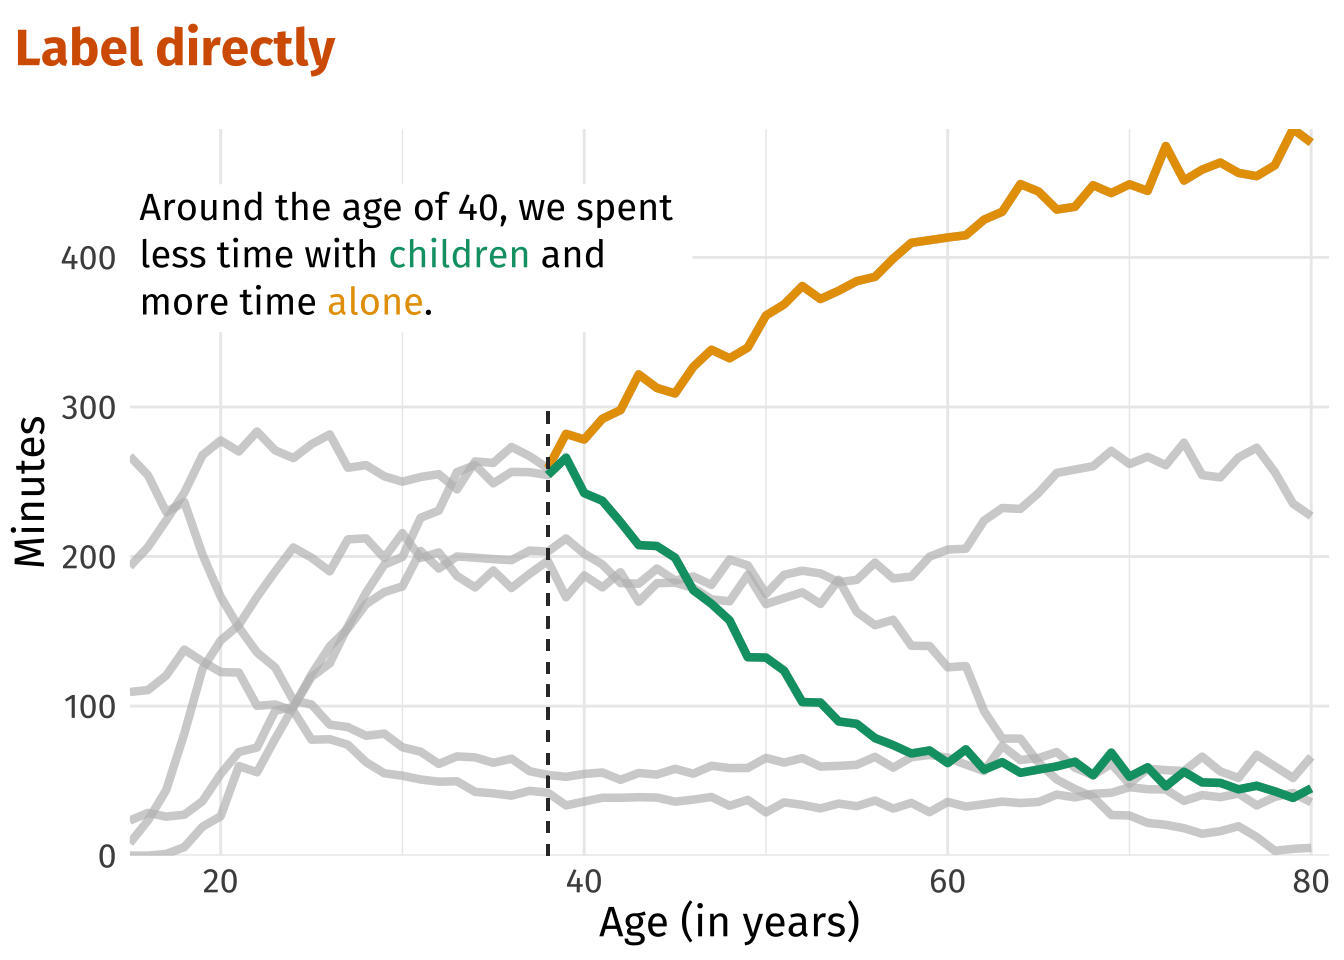 Label directly
Around the age of 40, we spent
less time with children and
more time alone.
Minutes
400
300
200
100
0
20 40 60 80
Age (in years)